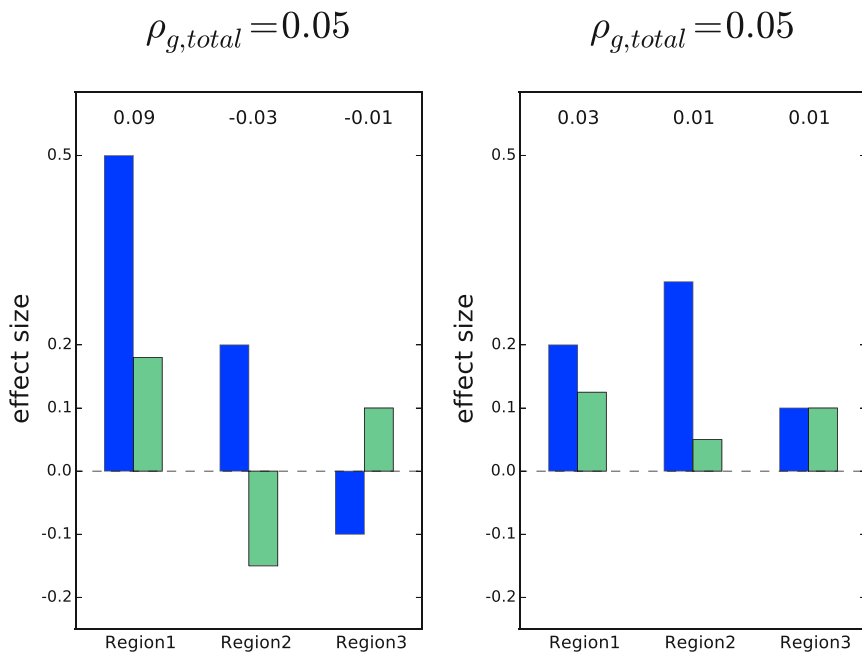 ρg,total=0.05
0.09 -0.03 -0.01
0.5
0.2
0.1
0.0
-0.1
-0.2
effect size
Region1 Region2 Region3
ρg,total=0.05
0.03 0.01 0.01
0.5
0.2
0.1
0.0
-0.1
-0.2
effect size
Region1 Region2 Region3